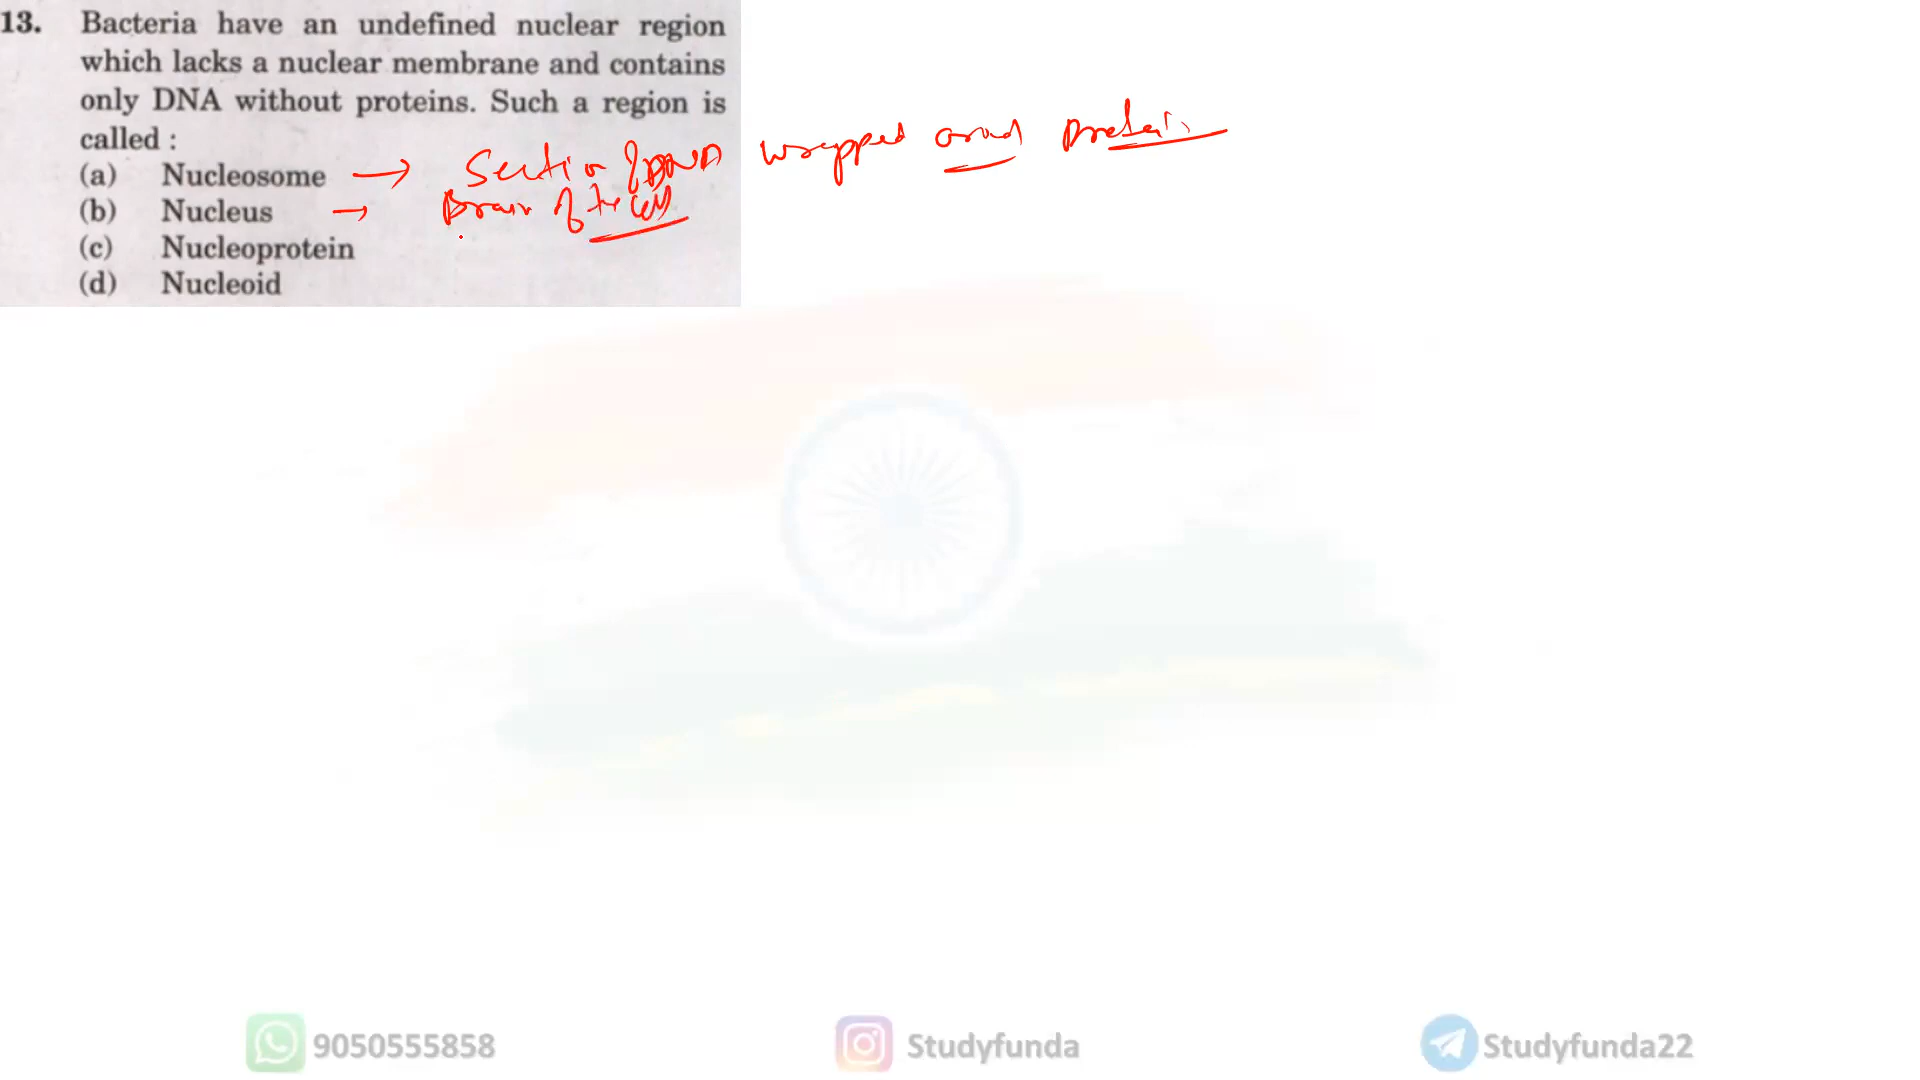 13. Bacteria have an undefined nuclear region
which lacks a nuclear membrane and contains
only DNA without proteins. Such a region is
called :
(a) Nucleosome → Section of DNA wrapped around Protein
(b) Nucleus → Brain of the Cell
(c) Nucleoprotein
(d) Nucleoid
9050555858
Studyfunda
Studyfunda22